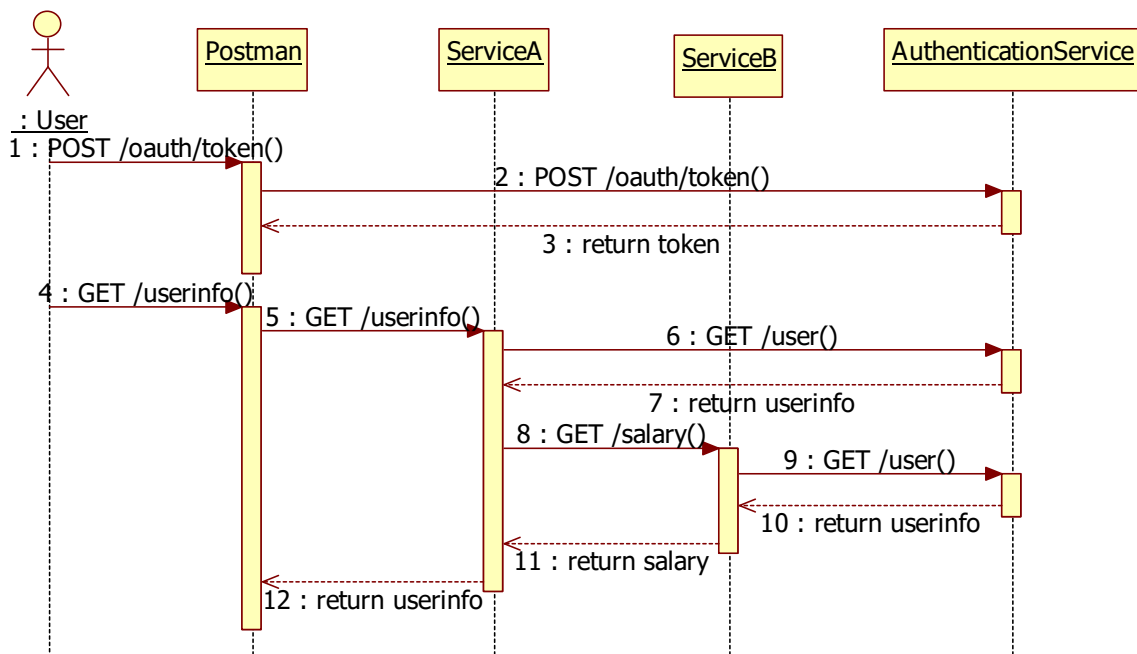 Postman
ServiceA
ServiceB
AuthenticationService
: User
1 : POST /oauth/token()
2 : POST /oauth/token()
3 : return token
4 : GET /userinfo()
5 : GET /userinfo()
6 : GET /user()
7 : return userinfo
8 : GET /salary()
9 : GET /user()
10 : return userinfo
11 : return salary
12 : return userinfo